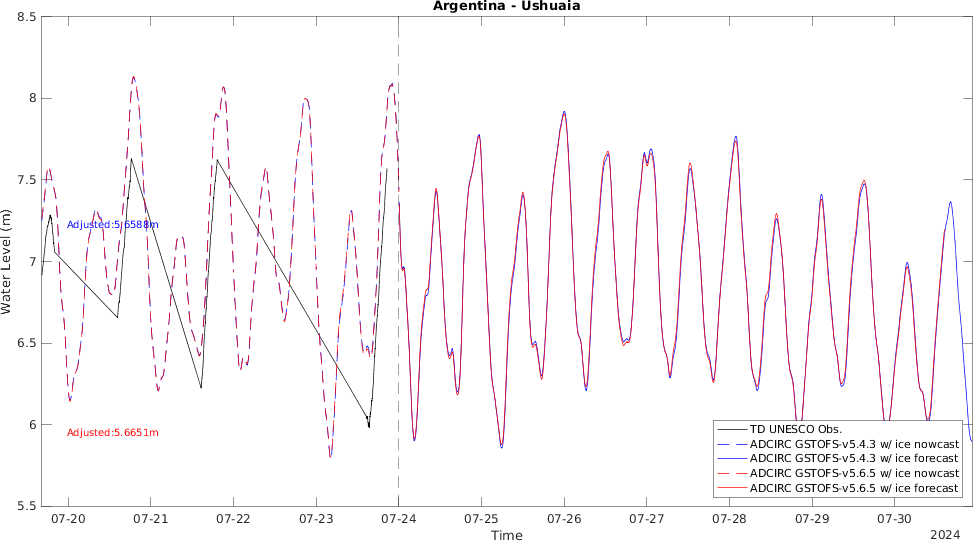 Argentina - Ushuaia
8.5
8
7.5
7
6.5
6
5.5
Water Level (m)
Adjusted:5.6588m
Adjusted:5.6651m
TD UNESCO Obs.
ADCIRC GSTOFS-v5.4.3 w/ ice nowcast
ADCIRC GSTOFS-v5.4.3 w/ ice forecast
ADCIRC GSTOFS-v5.6.5 w/ ice nowcast
ADCIRC GSTOFS-v5.6.5 w/ ice forecast
07-20 07-21 07-22 07-23 07-24 07-25 07-26 07-27 07-28 07-29 07-30
Time
2024